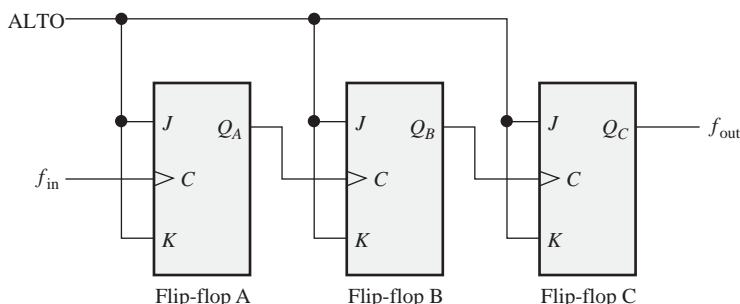 ALTO
J Q_A J Q_B J Q_C f_out
f_in C C C
K K K
Flip-flop A Flip-flop B Flip-flop C